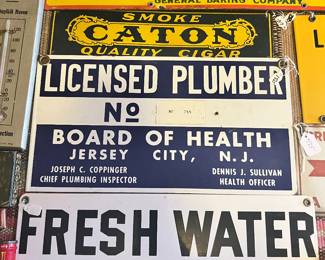 GENERAL BAKING COMPANY
SMOKE
CATON
QUALITY CIGAR
LICENSED PLUMBER
No
BOARD OF HEALTH
JERSEY CITY, N. J.
JOSEPH C. COPPINGER
CHIEF PLUMBING INSPECTOR
DENNIS J. SULLIVAN
HEALTH OFFICER
FRESH WATER